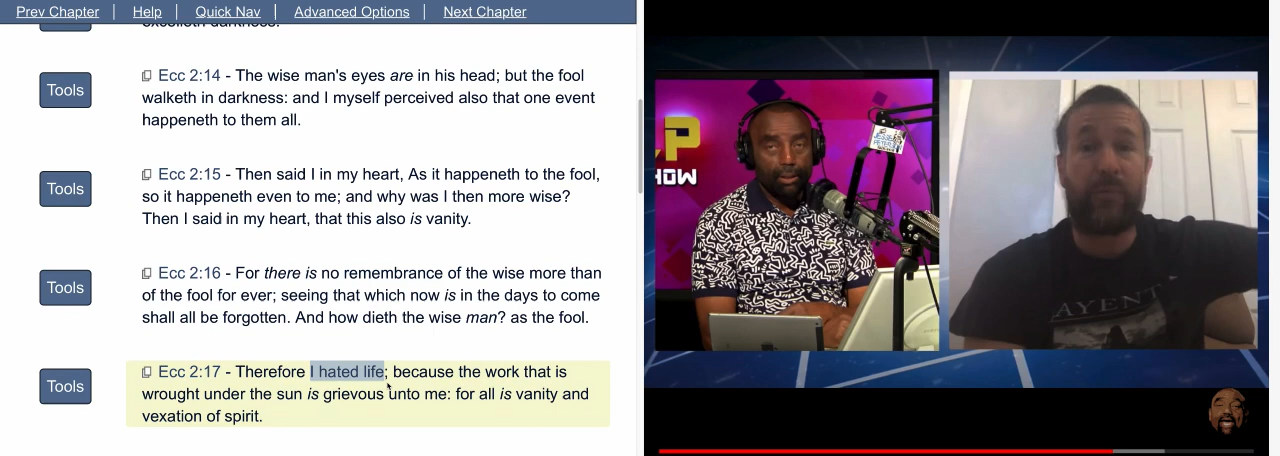 Prev Chapter | Help | Quick Nav | Advanced Options | Next Chapter
excelleth darkness.
Tools
Ecc 2:14 - The wise man's eyes are in his head; but the fool
walketh in darkness: and I myself perceived also that one event
happeneth to them all.
Tools
Ecc 2:15 - Then said I in my heart, As it happeneth to the fool,
so it happeneth even to me; and why was I then more wise?
Then I said in my heart, that this also is vanity.
Tools
Ecc 2:16 - For there is no remembrance of the wise more than
of the fool for ever; seeing that which now is in the days to come
shall all be forgotten. And how dieth the wise man? as the fool.
Tools
Ecc 2:17 - Therefore I hated life; because the work that is
wrought under the sun is grievous unto me: for all is vanity and
vexation of spirit.
LP
HOW
JESSE
AYENT